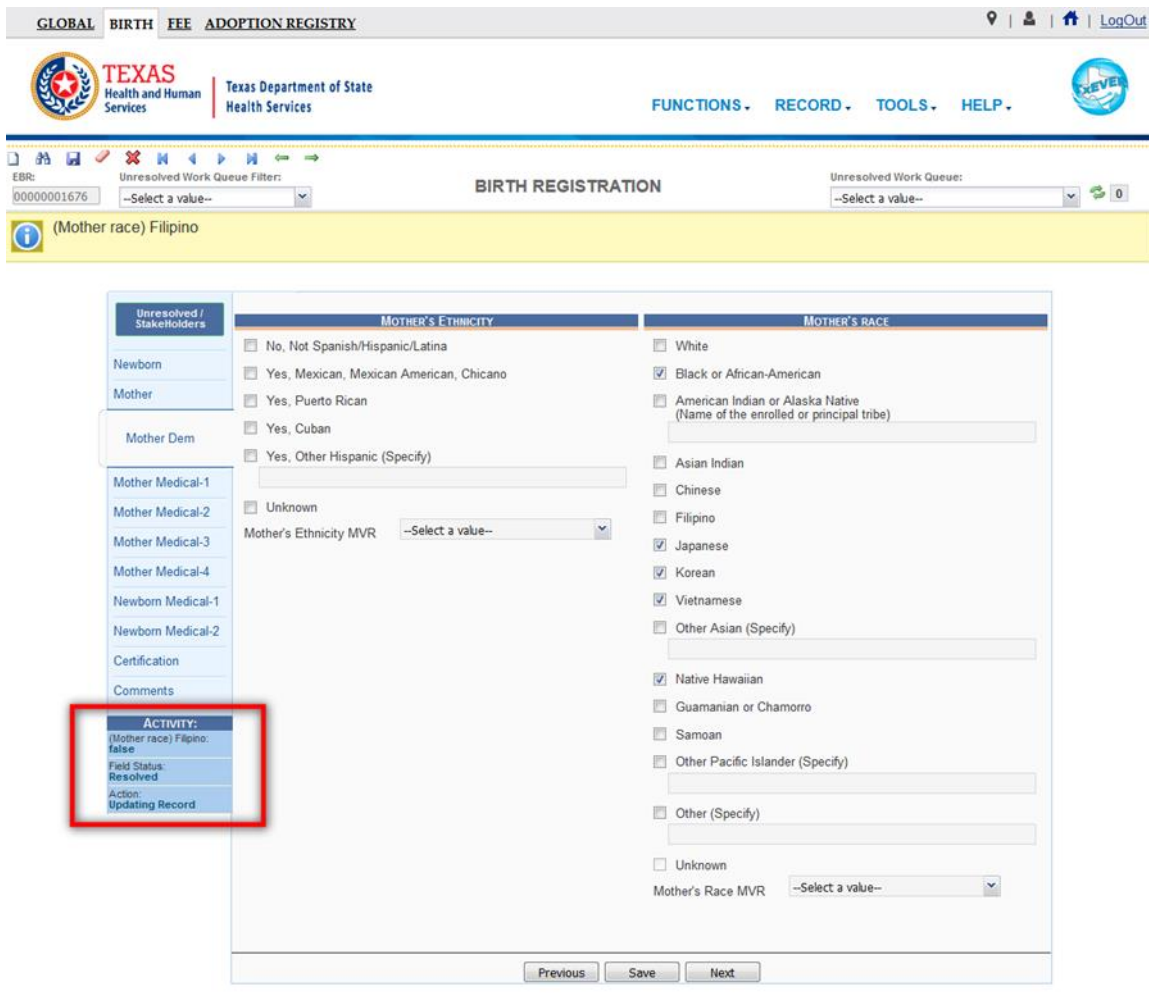 GLOBAL BIRTH FEE ADOPTION REGISTRY | | | LogOut
TEXAS
Health and Human
Services
Texas Department of State
Health Services
FUNCTIONS RECORD TOOLS HELP
TxEVER
EBR:
Unresolved Work Queue Filter:
Unresolved Work Queue:
00000001676
--Select a value--
BIRTH REGISTRATION
--Select a value--
0
(Mother race) Filipino
Unresolved /
StakeHolders
Newborn
Mother
Mother Dem
Mother Medical-1
Mother Medical-2
Mother Medical-3
Mother Medical-4
Newborn Medical-1
Newborn Medical-2
Certification
Comments
ACTIVITY:
(Mother race) Filipino:
false
Field Status:
Resolved
Action:
Updating Record
MOTHER'S ETHNICITY
No, Not Spanish/Hispanic/Latina
Yes, Mexican, Mexican American, Chicano
Yes, Puerto Rican
Yes, Cuban
Yes, Other Hispanic (Specify)
Unknown
Mother's Ethnicity MVR --Select a value--
MOTHER'S RACE
White
Black or African-American
American Indian or Alaska Native
(Name of the enrolled or principal tribe)
Asian Indian
Chinese
Filipino
Japanese
Korean
Vietnamese
Other Asian (Specify)
Native Hawaiian
Guamanian or Chamorro
Samoan
Other Pacific Islander (Specify)
Other (Specify)
Unknown
Mother's Race MVR --Select a value--
Previous Save Next